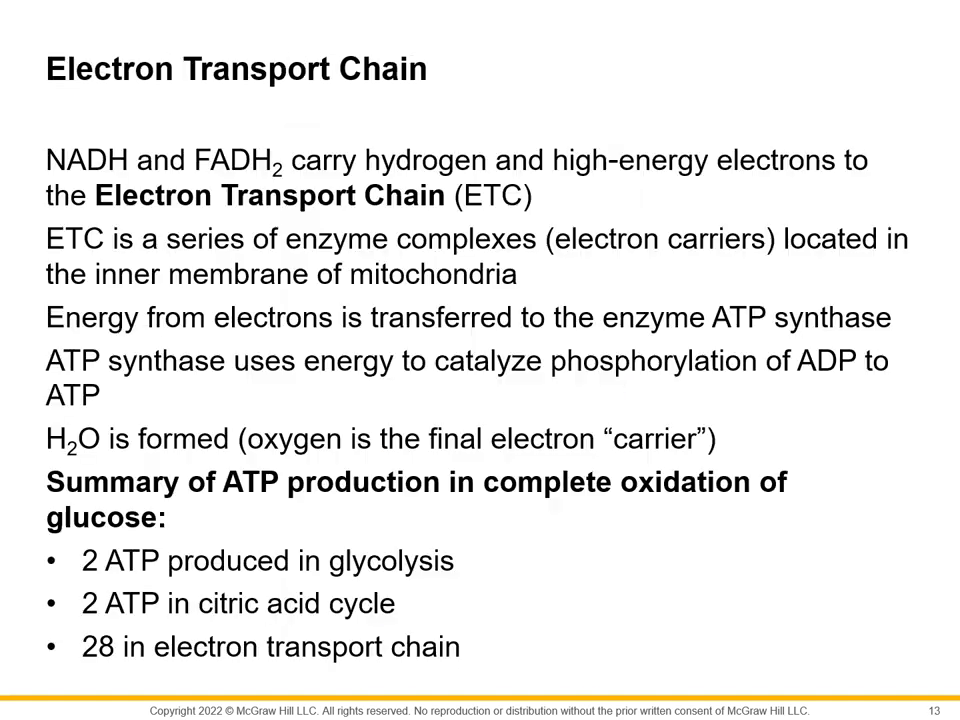 Electron Transport Chain
NADH and FADH₂ carry hydrogen and high-energy electrons to
the Electron Transport Chain (ETC)
ETC is a series of enzyme complexes (electron carriers) located in
the inner membrane of mitochondria
Energy from electrons is transferred to the enzyme ATP synthase
ATP synthase uses energy to catalyze phosphorylation of ADP to
ATP
H₂O is formed (oxygen is the final electron “carrier”)
Summary of ATP production in complete oxidation of
glucose:
• 2 ATP produced in glycolysis
• 2 ATP in citric acid cycle
• 28 in electron transport chain
Copyright 2022 © McGraw Hill LLC. All rights reserved. No reproduction or distribution without the prior written consent of McGraw Hill LLC. 13